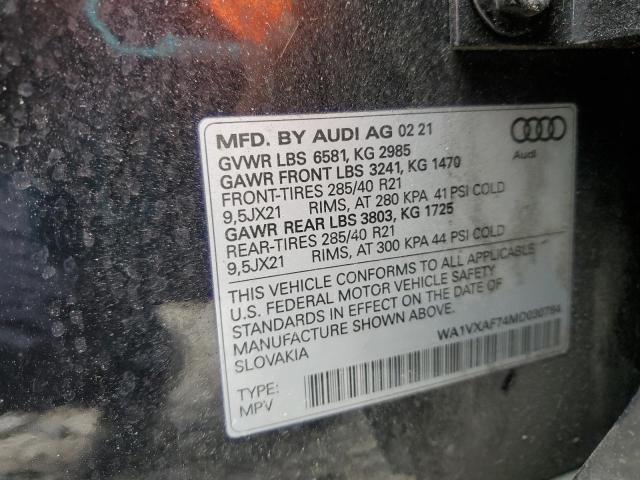 MFD. BY AUDI AG 02 21
GVWR LBS 6581, KG 2985
GAWR FRONT LBS 3241, KG 1470
FRONT-TIRES 285/40 R21
9,5JX21 RIMS, AT 280 KPA 41 PSI COLD
GAWR REAR LBS 3803, KG 1725
REAR-TIRES 285/40 R21
9,5JX21 RIMS, AT 300 KPA 44 PSI COLD
Audi
THIS VEHICLE CONFORMS TO ALL APPLICABLE
U.S. FEDERAL MOTOR VEHICLE SAFETY
STANDARDS IN EFFECT ON THE DATE OF
MANUFACTURE SHOWN ABOVE.
SLOVAKIA
WA1VXAF74MD030784
TYPE:
MPV